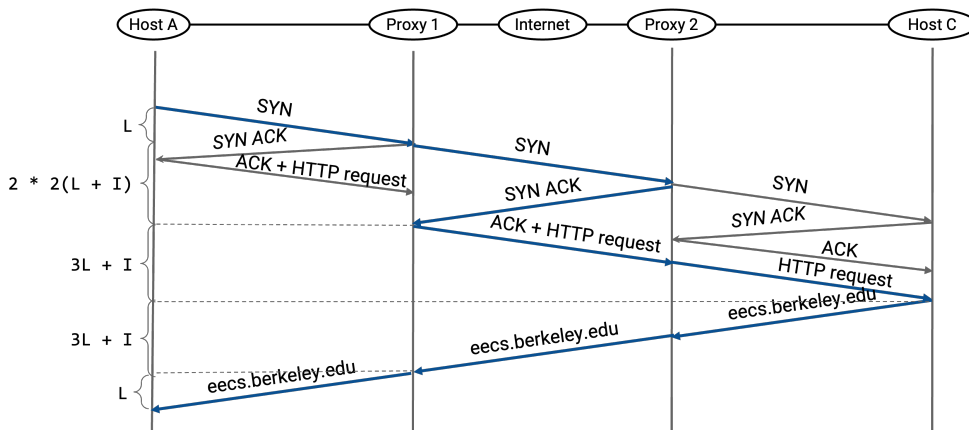 Host A
Proxy 1
Internet
Proxy 2
Host C
SYN
L
SYN ACK
SYN
ACK + HTTP request
2 * 2(L + I)
SYN ACK
SYN
SYN ACK
ACK + HTTP request
ACK
3L + I
HTTP request
eecs.berkeley.edu
3L + I
eecs.berkeley.edu
eecs.berkeley.edu
L